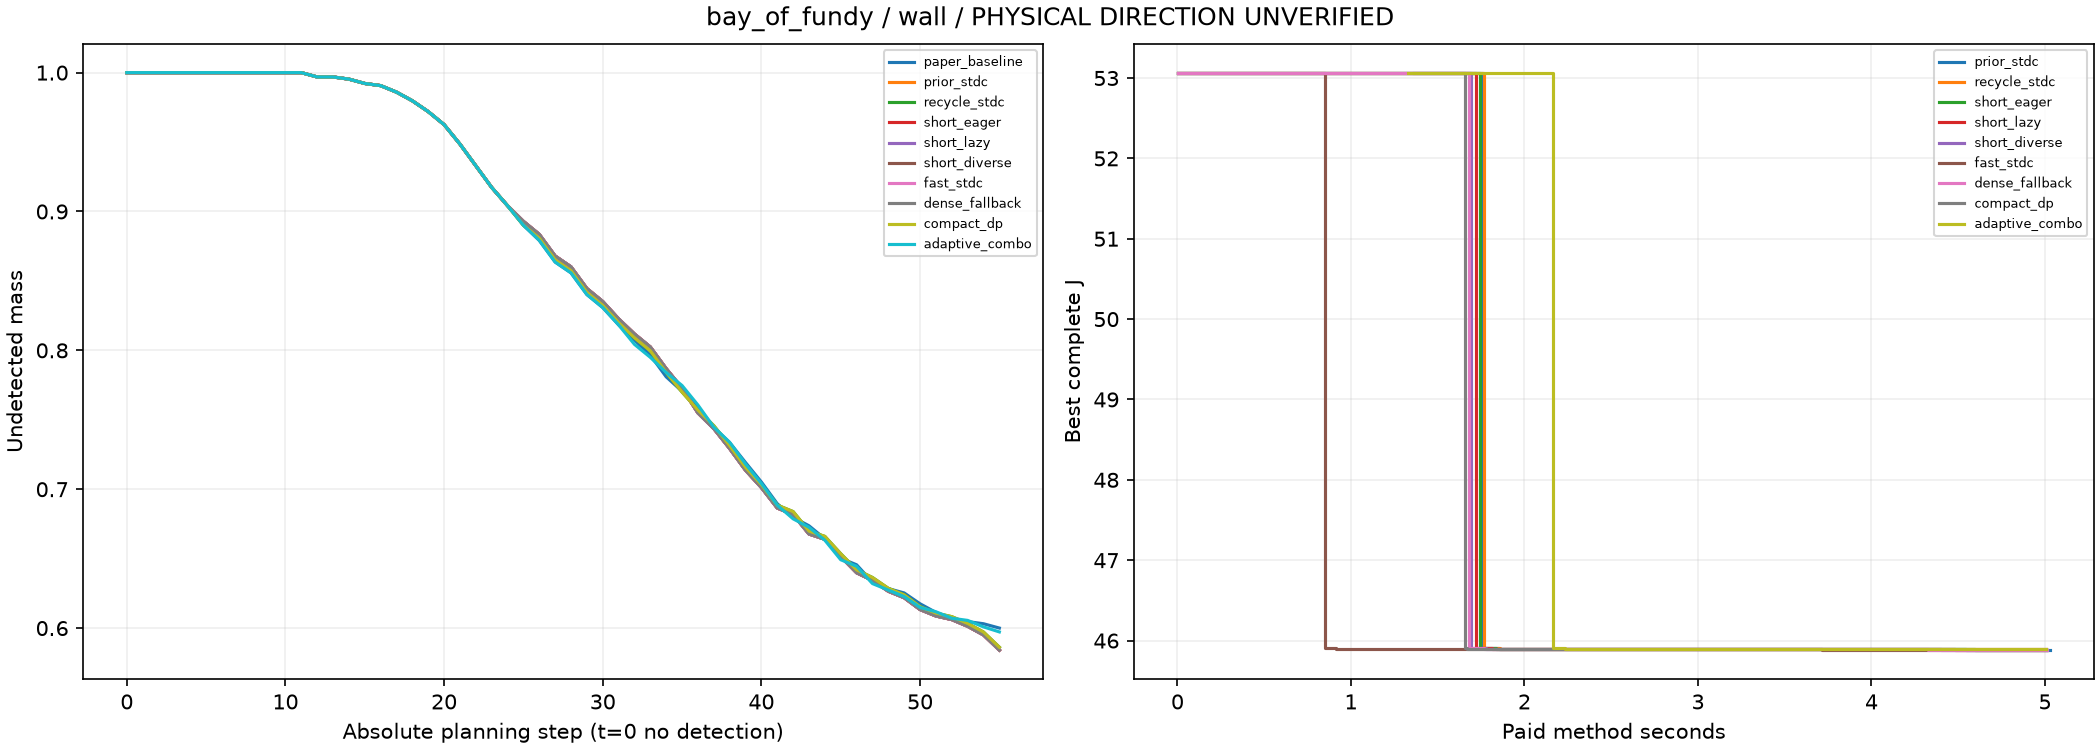 bay_of_fundy / wall / PHYSICAL DIRECTION UNVERIFIED
Undetected mass
1.0
0.9
0.8
0.7
0.6
0
10
20
30
40
50
Absolute planning step (t=0 no detection)
paper_baseline
prior_stdc
recycle_stdc
short_eager
short_lazy
short_diverse
fast_stdc
dense_fallback
compact_dp
adaptive_combo
Best complete J
53
52
51
50
49
48
47
46
0
1
2
3
4
5
Paid method seconds
prior_stdc
recycle_stdc
short_eager
short_lazy
short_diverse
fast_stdc
dense_fallback
compact_dp
adaptive_combo